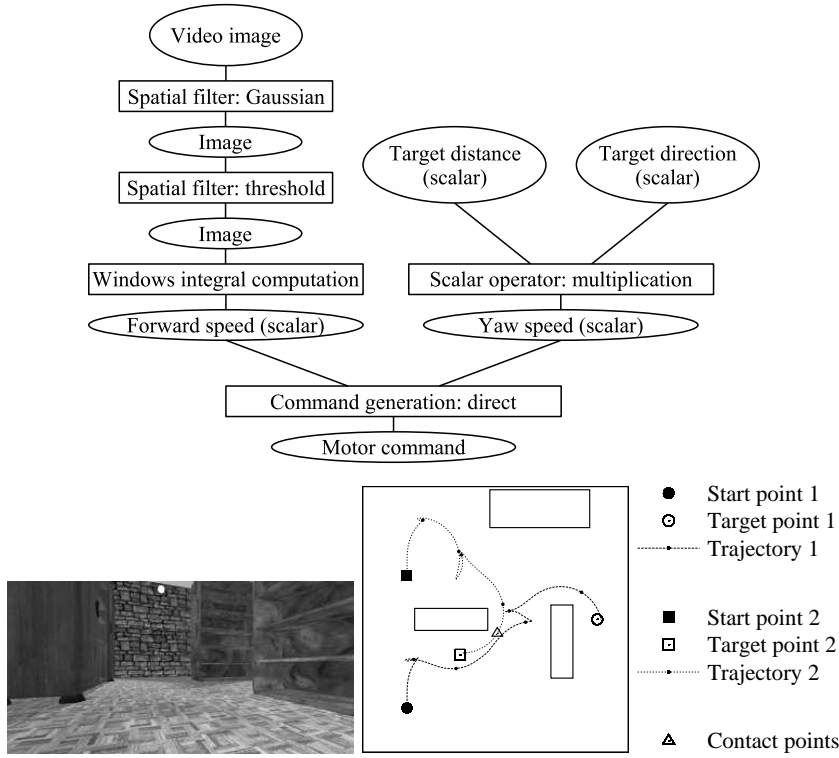 Video image
Spatial filter: Gaussian
Image
Spatial filter: threshold
Image
Windows integral computation
Forward speed (scalar)
Target distance
(scalar)
Target direction
(scalar)
Scalar operator: multiplication
Yaw speed (scalar)
Command generation: direct
Motor command
Start point 1
Target point 1
Trajectory 1
Start point 2
Target point 2
Trajectory 2
Contact points